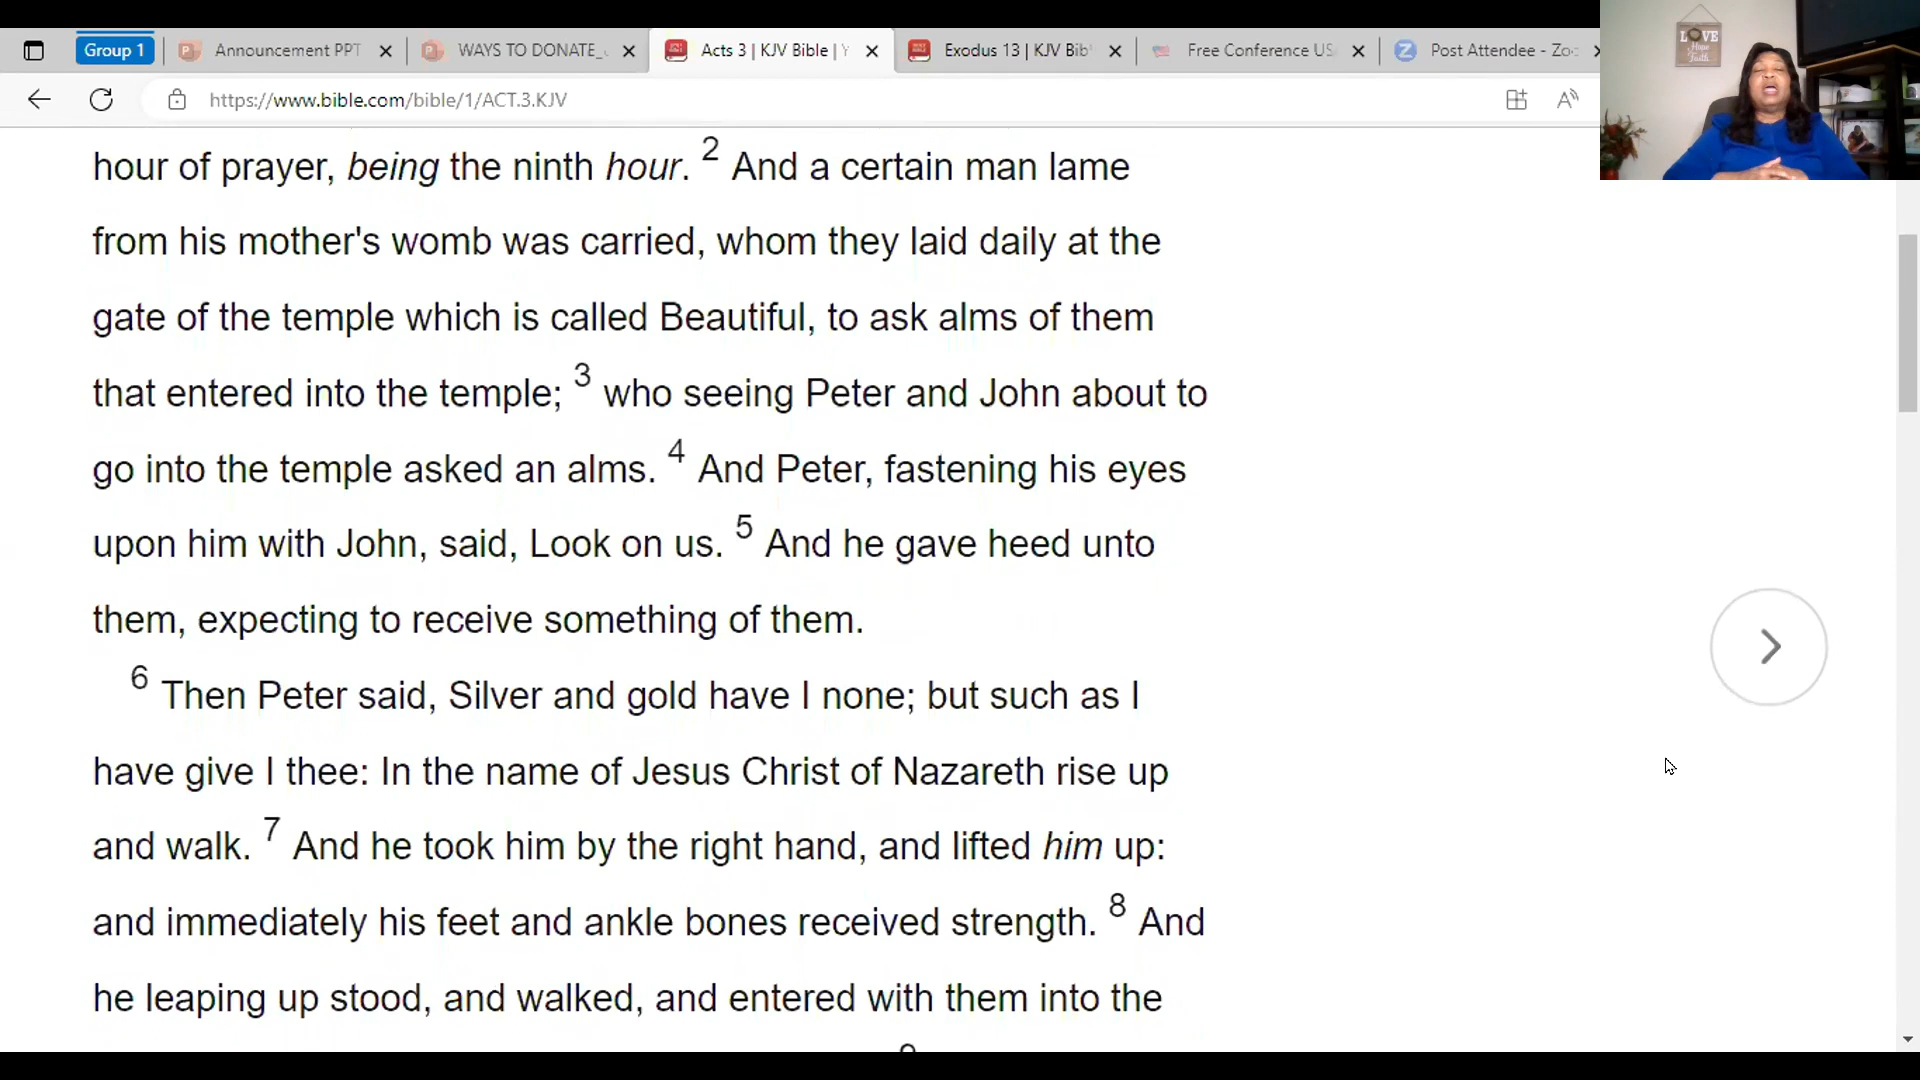 Group 1
Announcement PPT
WAYS TO DONATE_
Acts 3 | KJV Bible | Y
Exodus 13 | KJV Bib
Free Conference US
Post Attendee - Zo
https://www.bible.com/bible/1/ACT.3.KJV
LOVE
Hope
Faith
hour of prayer, being the ninth hour. 2 And a certain man lame
from his mother's womb was carried, whom they laid daily at the
gate of the temple which is called Beautiful, to ask alms of them
that entered into the temple; 3 who seeing Peter and John about to
go into the temple asked an alms. 4 And Peter, fastening his eyes
upon him with John, said, Look on us. 5 And he gave heed unto
them, expecting to receive something of them.
6 Then Peter said, Silver and gold have I none; but such as I
have give I thee: In the name of Jesus Christ of Nazareth rise up
and walk. 7 And he took him by the right hand, and lifted him up:
and immediately his feet and ankle bones received strength. 8 And
he leaping up stood, and walked, and entered with them into the